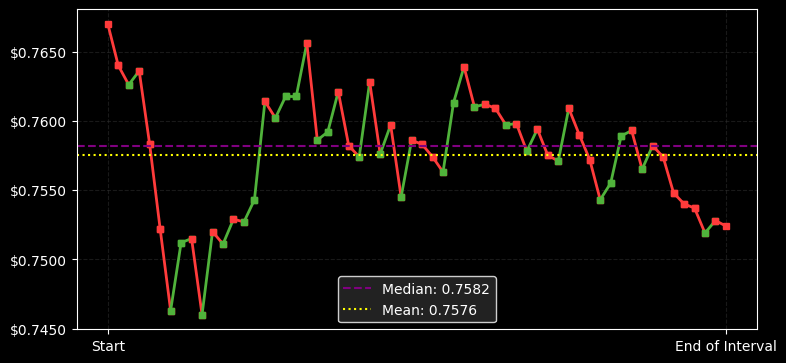 $0.7650
$0.7600
$0.7550
$0.7500
$0.7450
Median: 0.7582
Mean: 0.7576
Start
End of Interval